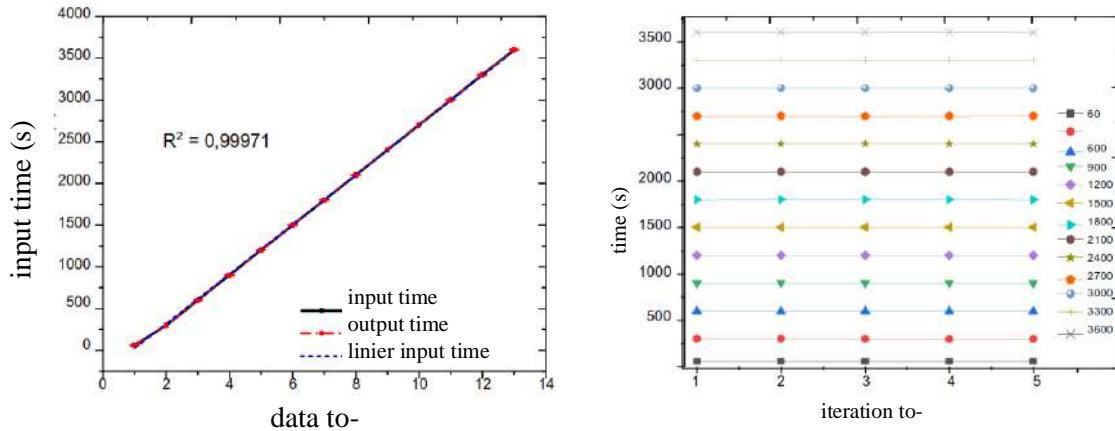 4000
3500
3000
2500
2000
1500
1000
500
0
input time (s)
R² = 0,99971
input time
output time
linier input time
0 2 4 6 8 10 12 14
data to-
3500
3000
2000
1500
1000
500
time (s)
1 2 3 4 5
iteration to-
60
600
900
1200
1500
1800
2100
2400
2700
3000
3300
3600